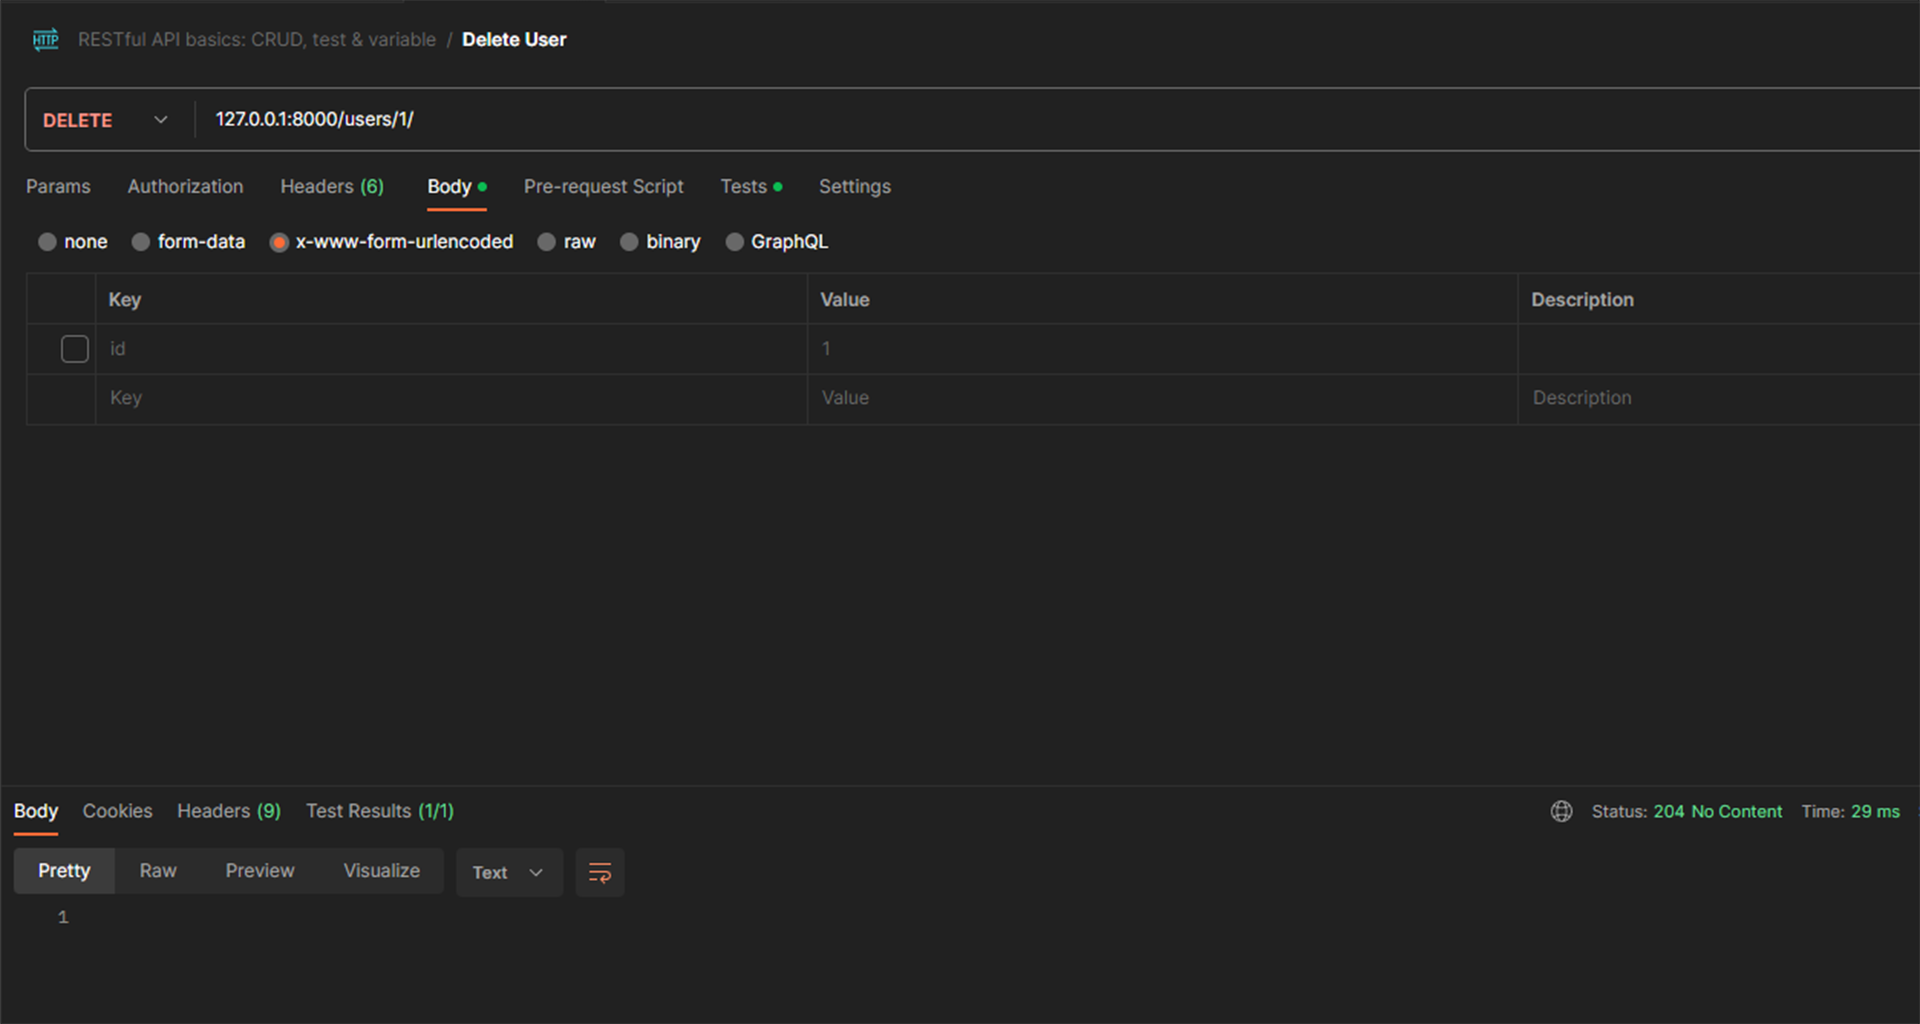 HTTP RESTful API basics: CRUD, test & variable / Delete User
DELETE 127.0.0.1:8000/users/1/
Params Authorization Headers (6) Body Pre-request Script Tests Settings
none form-data x-www-form-urlencoded raw binary GraphQL
Key Value Description
id 1
Key Value Description
Body Cookies Headers (9) Test Results (1/1) Status: 204 No Content Time: 29 ms
Pretty Raw Preview Visualize Text
1